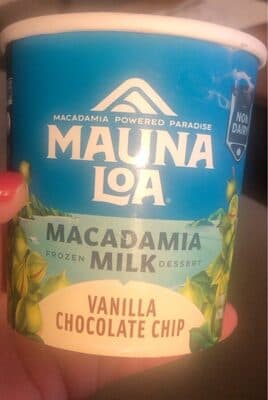 MACADAMIA POWERED PARADISE
MAUNA
LOA
NON
DAIRY
MACADAMIA
FROZEN MILK DESSERT
VANILLA
CHOCOLATE CHIP